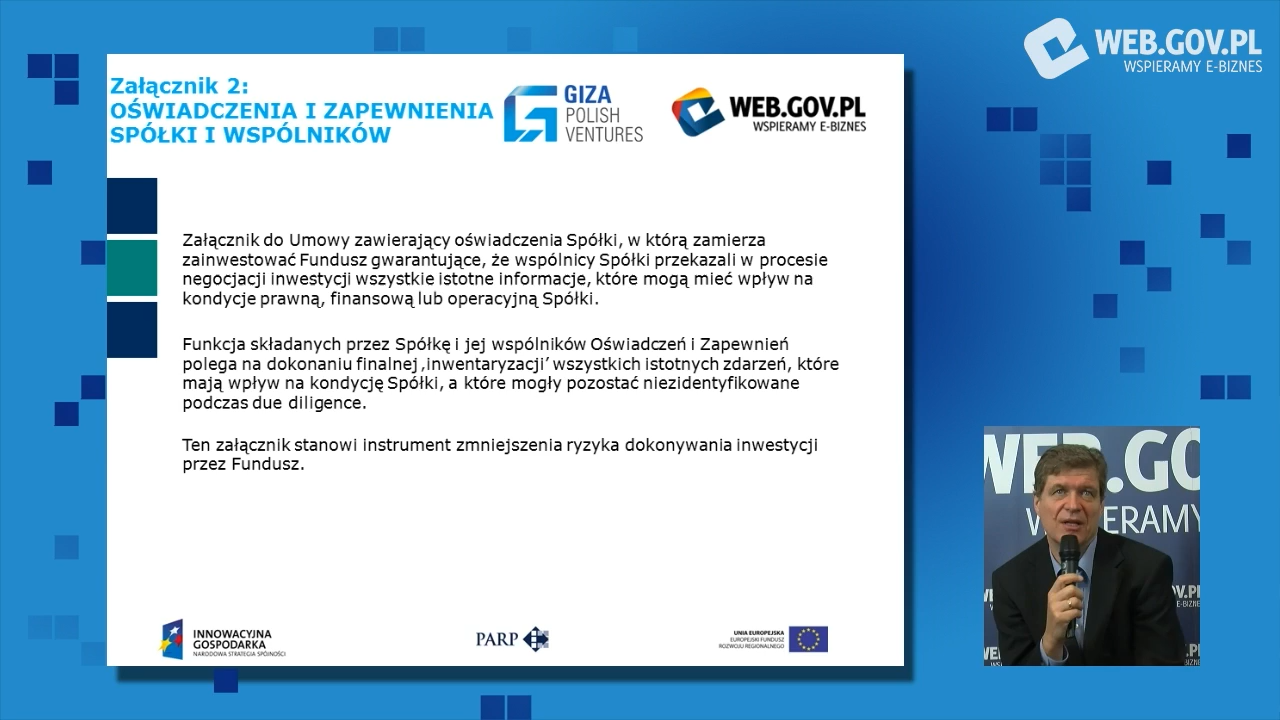 WEB.GOV.PL
WSPIERAMY E-BIZNES
Załącznik 2:
OŚWIADCZENIA I ZAPEWNIENIA
SPÓŁKI I WSPÓLNIKÓW
GIZA
POLISH
VENTURES
WEB.GOV.PL
WSPIERAMY E-BIZNES
Załącznik do Umowy zawierający oświadczenia Spółki, w którą zamierza
zainwestować Fundusz gwarantujące, że wspólnicy Spółki przekazali w procesie
negocjacji inwestycji wszystkie istotne informacje, które mogą mieć wpływ na
kondycje prawną, finansową lub operacyjną Spółki.
Funkcja składanych przez Spółkę i jej wspólników Oświadczeń i Zapewnień
polega na dokonaniu finalnej ‚inwentaryzacji’ wszystkich istotnych zdarzeń, które
mają wpływ na kondycję Spółki, a które mogły pozostać niezidentyfikowane
podczas due diligence.
Ten załącznik stanowi instrument zmniejszenia ryzyka dokonywania inwestycji
przez Fundusz.
INNOWACYJNA
GOSPODARKA
NARODOWA STRATEGIA SPÓJNOŚCI
PARP
UNIA EUROPEJSKA
EUROPEJSKI FUNDUSZ
ROZWOJU REGIONALNEGO
WEB.GO
ERAMY